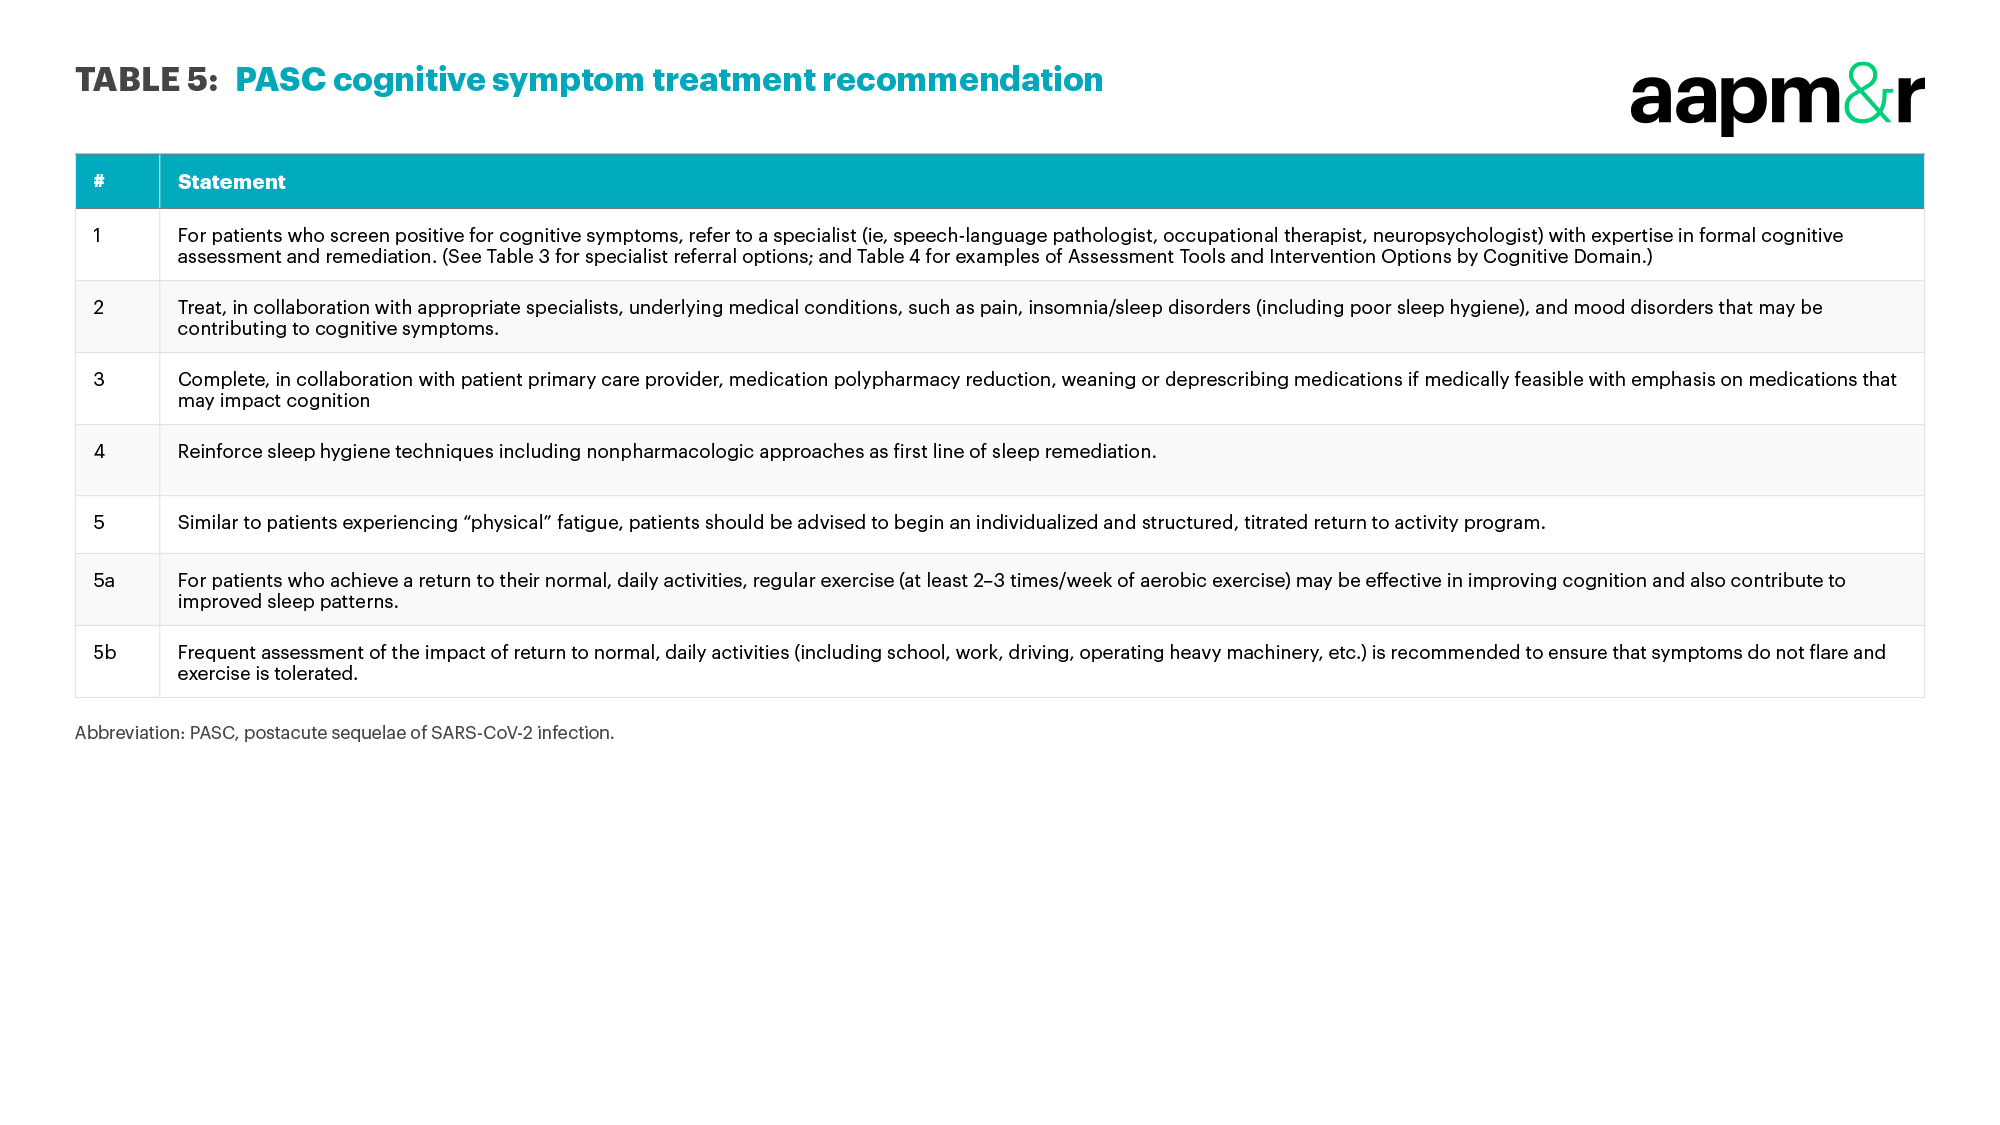 TABLE 5: PASC cognitive symptom treatment recommendation
aapm&r
# Statement
1 For patients who screen positive for cognitive symptoms, refer to a specialist (ie, speech-language pathologist, occupational therapist, neuropsychologist) with expertise in formal cognitive
assessment and remediation. (See Table 3 for specialist referral options; and Table 4 for examples of Assessment Tools and Intervention Options by Cognitive Domain.)
2 Treat, in collaboration with appropriate specialists, underlying medical conditions, such as pain, insomnia/sleep disorders (including poor sleep hygiene), and mood disorders that may be
contributing to cognitive symptoms.
3 Complete, in collaboration with patient primary care provider, medication polypharmacy reduction, weaning or deprescribing medications if medically feasible with emphasis on medications that
may impact cognition
4 Reinforce sleep hygiene techniques including nonpharmacologic approaches as first line of sleep remediation.
5 Similar to patients experiencing “physical” fatigue, patients should be advised to begin an individualized and structured, titrated return to activity program.
5a For patients who achieve a return to their normal, daily activities, regular exercise (at least 2–3 times/week of aerobic exercise) may be effective in improving cognition and also contribute to
improved sleep patterns.
5b Frequent assessment of the impact of return to normal, daily activities (including school, work, driving, operating heavy machinery, etc.) is recommended to ensure that symptoms do not flare and
exercise is tolerated.
Abbreviation: PASC, postacute sequelae of SARS-CoV-2 infection.